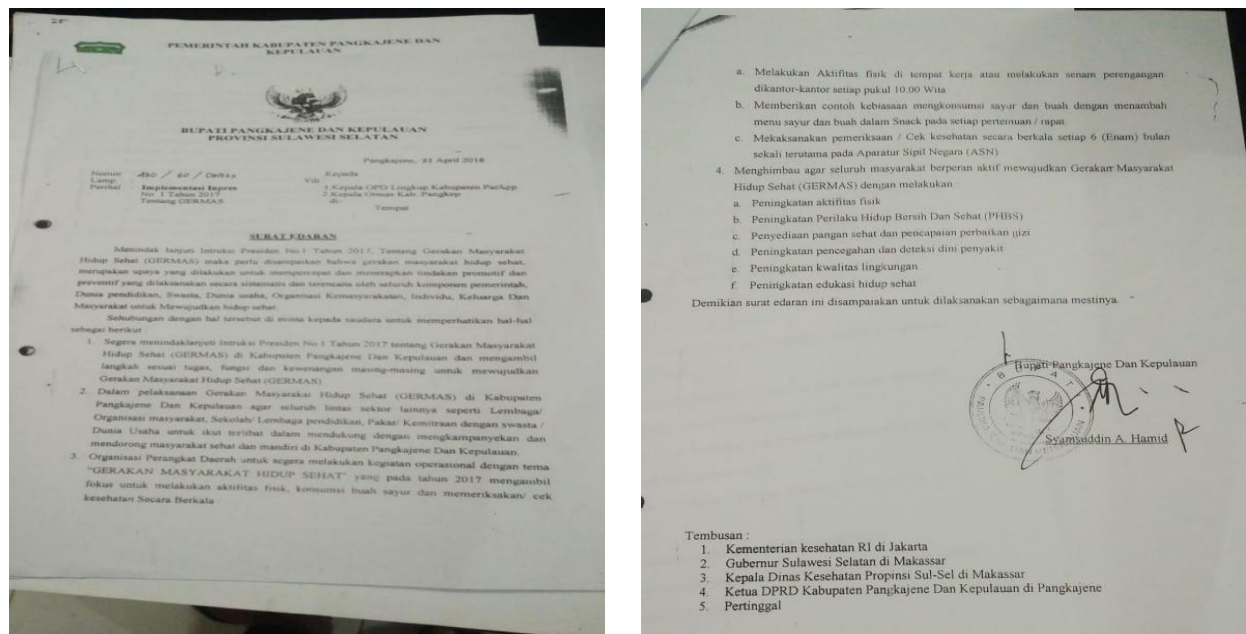 PEMERINTAH KABUPATEN PANGKAJENE DAN
KEPULAUAN
BUPATI PANGKAJENE DAN KEPULAUAN
PROVINSI SULAWESI SELATAN
Pangkajene, 23 April 2018
Nomor
Lamp.
Perihal : Implementasi Inpres
No. 1 Tahun 2017
Tentang GERMAS
Kepada
Yth
1.Kepala OPD Lingkup Kabupaten
2.Kepala Ormas Kab. Pangkep
di-
Tempat
SURAT EDARAN
Menindak lanjuti Intruksi Presiden No.1 Tahun 2017, Tentang Gerakan Masyarakat
Hidup Sehat (GERMAS) maka perlu disampaikan bahwa gerakan masyarakat hidup sehat,
merupakan upaya yang dilakukan untuk mempercepat dan menerapkan tindakan promotif dan
preventif yang dilaksanakan secara sistematis dan terencana oleh seluruh komponen pemerintah,
Dunia pendidikan, Swasta, Dunia usaha, Organisasi Kemasyarakatan, Individu, Keluarga Dan
Masyarakat untuk Mewujudkan hidup sehat.
Sehubungan dengan hal tersebut di minta kepada saudara untuk memperhatikan hal-hal
sebagai berikut :
1. Segera menindaklanjuti Intruksi Presiden No.1 Tahun 2017 tentang Gerakan Masyarakat
Hidup Sehat (GERMAS) di Kabupaten Pangkajene Dan Kepulauan dan mengambil
langkah sesuai tugas, fungsi dan kewenangan masing-masing untuk mewujudkan
Gerakan Masyarakat Hidup Sehat (GERMAS)
2. Dalam pelaksanaan Gerakan Masyarakat Hidup Sehat (GERMAS) di Kabupaten
Pangkajene Dan Kepulauan agar seluruh lintas sektor lainnya seperti Lembaga/
Organisasi masyarakat, Sekolah/ Lembaga pendidikan, Pakar/ Kemitraan dengan swasta /
Dunia Usaha untuk ikut terlibat dalam mendukung dengan mengkampanyekan dan
mendorong masyarakat sehat dan mandiri di Kabupaten Pangkajene Dan Kepulauan.
3. Organisasi Perangkat Daerah untuk segera melakukan kegiatan operasional dengan tema
"GERAKAN MASYARAKAT HIDUP SEHAT" yang pada tahun 2017 mengambil
fokus untuk melakukan aktifitas fisik, konsumsi buah sayur dan memeriksakan/ cek
kesehatan Secara Berkala :
a. Melakukan Aktifitas fisik di tempat kerja atau melakukan senam perengangan
dikantor-kantor setiap pukul 10.00 Wita
b. Memberikan contoh kebiasaan mengkonsumsi sayur dan buah dengan menambah
menu sayur dan buah dalam Snack pada setiap pertemuan / rapat.
c. Mekaksanakan pemeriksaan / Cek kesehatan secara berkala setiap 6 (Enam) bulan
sekali terutama pada Aparatur Sipil Negara (ASN)
4. Menghimbau agar seluruh masyarakat berperan aktif mewujudkan Gerakan Masyarakat
Hidup Sehat (GERMAS) dengan melakukan
a. Peningkatan aktifitas fisik
b. Peningkatan Perilaku Hidup Bersih Dan Sehat (PHBS)
c. Penyediaan pangan sehat dan pencapaian perbaikan gizi
d. Peningkatan pencegahan dan deteksi dini penyakit
e. Peningkatan kwalitas lingkungan
f. Peningkatan edukasi hidup sehat
Demikian surat edaran ini disampaiakan untuk dilaksanakan sebagaimana mestinya.
Bupati Pangkajene Dan Kepulauan
Syamsuddin A. Hamid
Tembusan :
1. Kementerian kesehatan RI di Jakarta
2. Gubernur Sulawesi Selatan di Makassar
3. Kepala Dinas Kesehatan Propinsi Sul-Sel di Makassar
4. Ketua DPRD Kabupaten Pangkajene Dan Kepulauan di Pangkajene
5. Pertinggal